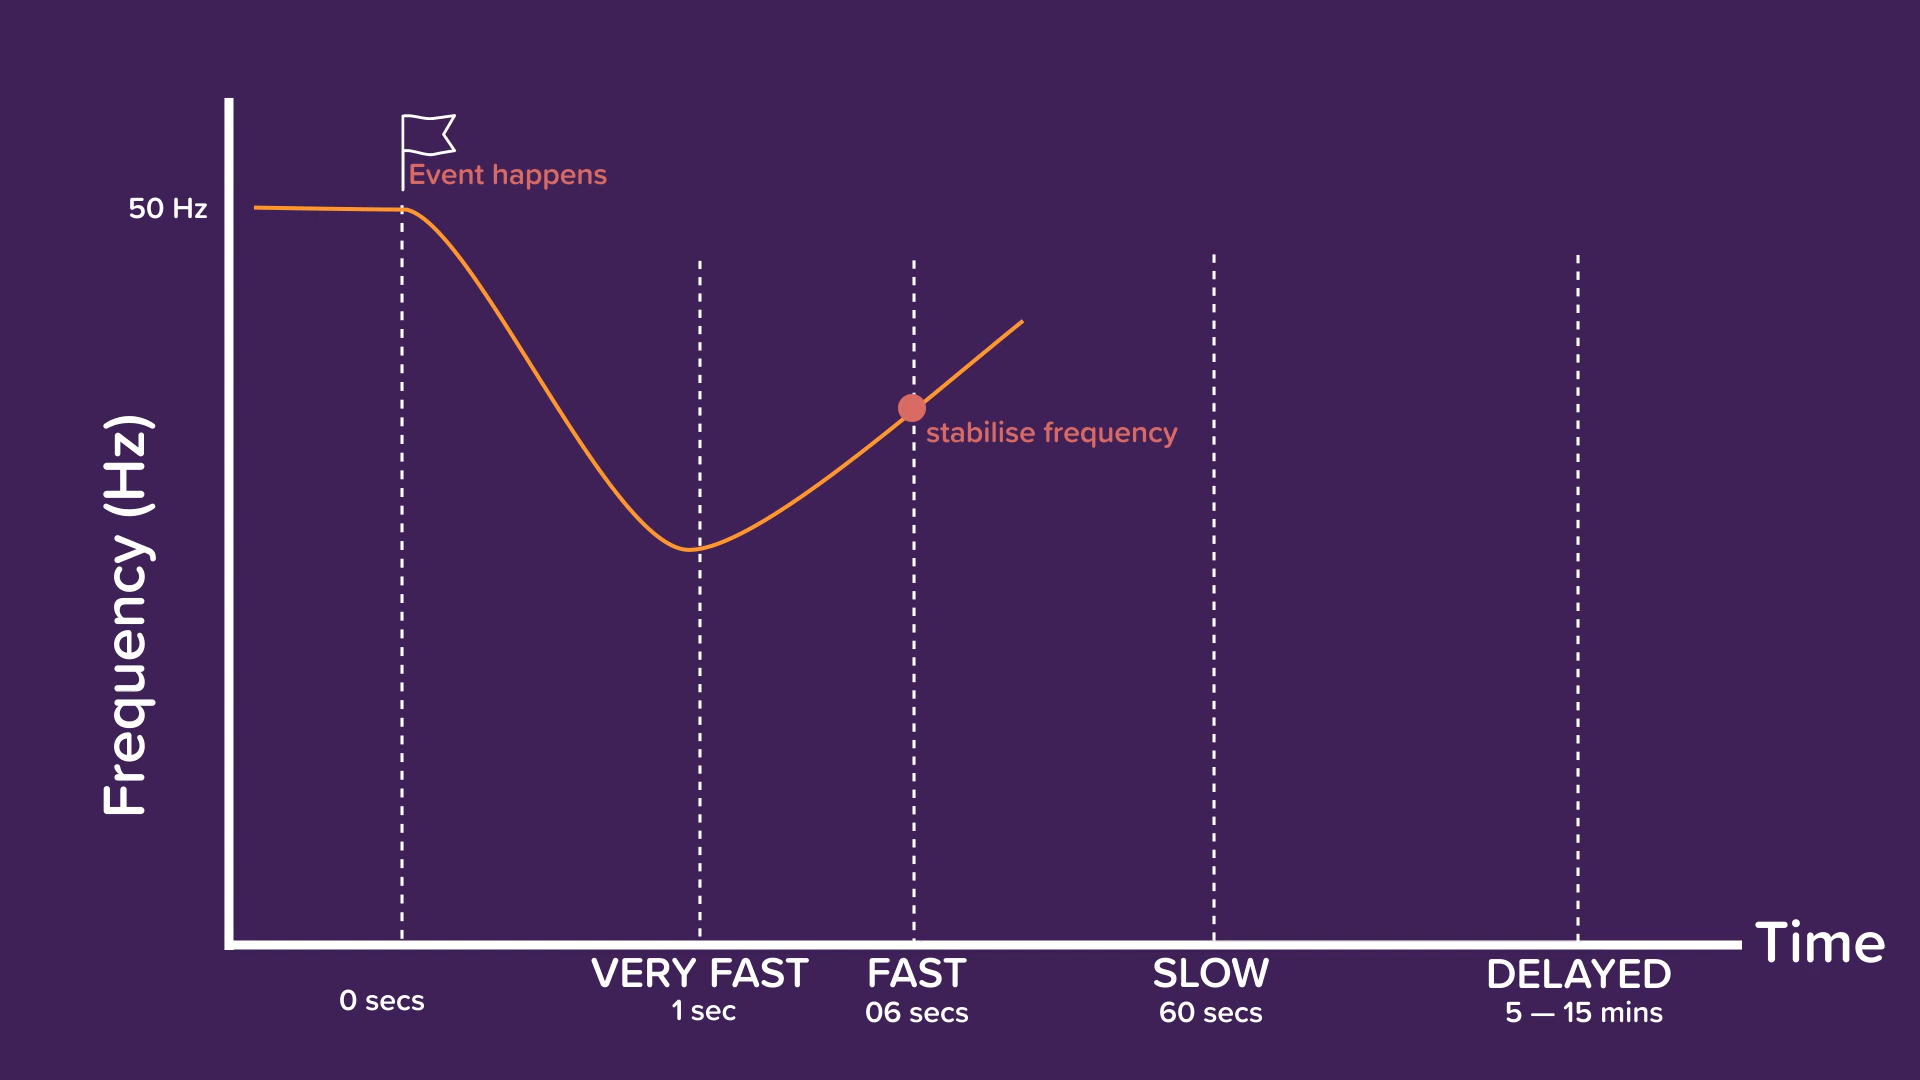 Event happens
50 Hz
stabilise frequency
Frequency (Hz)
Time
VERY FAST
FAST
SLOW
DELAYED
0 secs
1 sec
06 secs
60 secs
5 — 15 mins